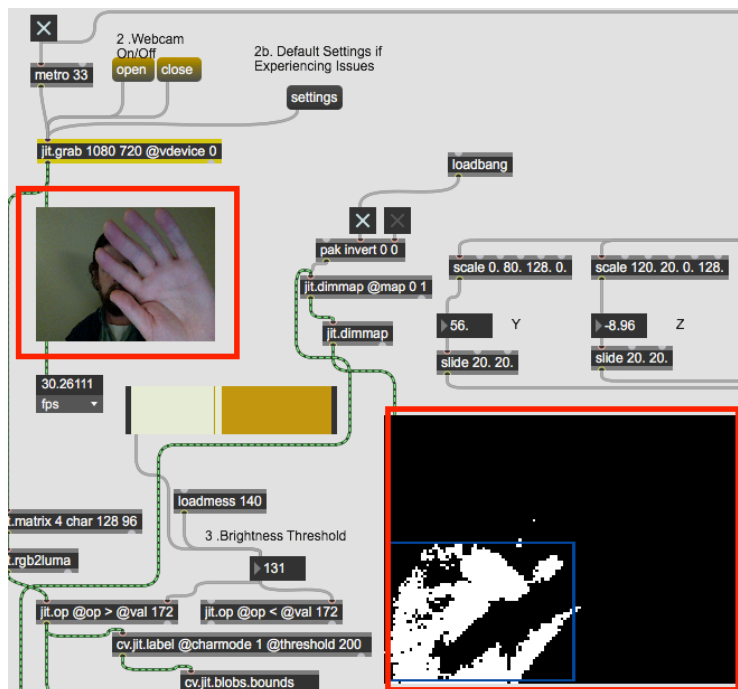 2 .Webcam
On/Off
2b. Default Settings if
Experiencing Issues
metro 33
open
close
settings
jit.grab 1080 720 @vdevice 0
loadbang
pak invert 0 0
scale 0. 80. 128. 0.
scale 120. 20. 0. 128.
jit.dimmap @map 0 1
56.
Y
-8.96
Z
jit.dimmap
slide 20. 20.
slide 20. 20.
30.26111
fps
loadmess 140
t.matrix 4 char 128 96
3 .Brightness Threshold
t.rgb2luma
131
jit.op @op > @val 172
jit.op @op < @val 172
cv.jit.label @charmode 1 @threshold 200
cv.jit.blobs.bounds